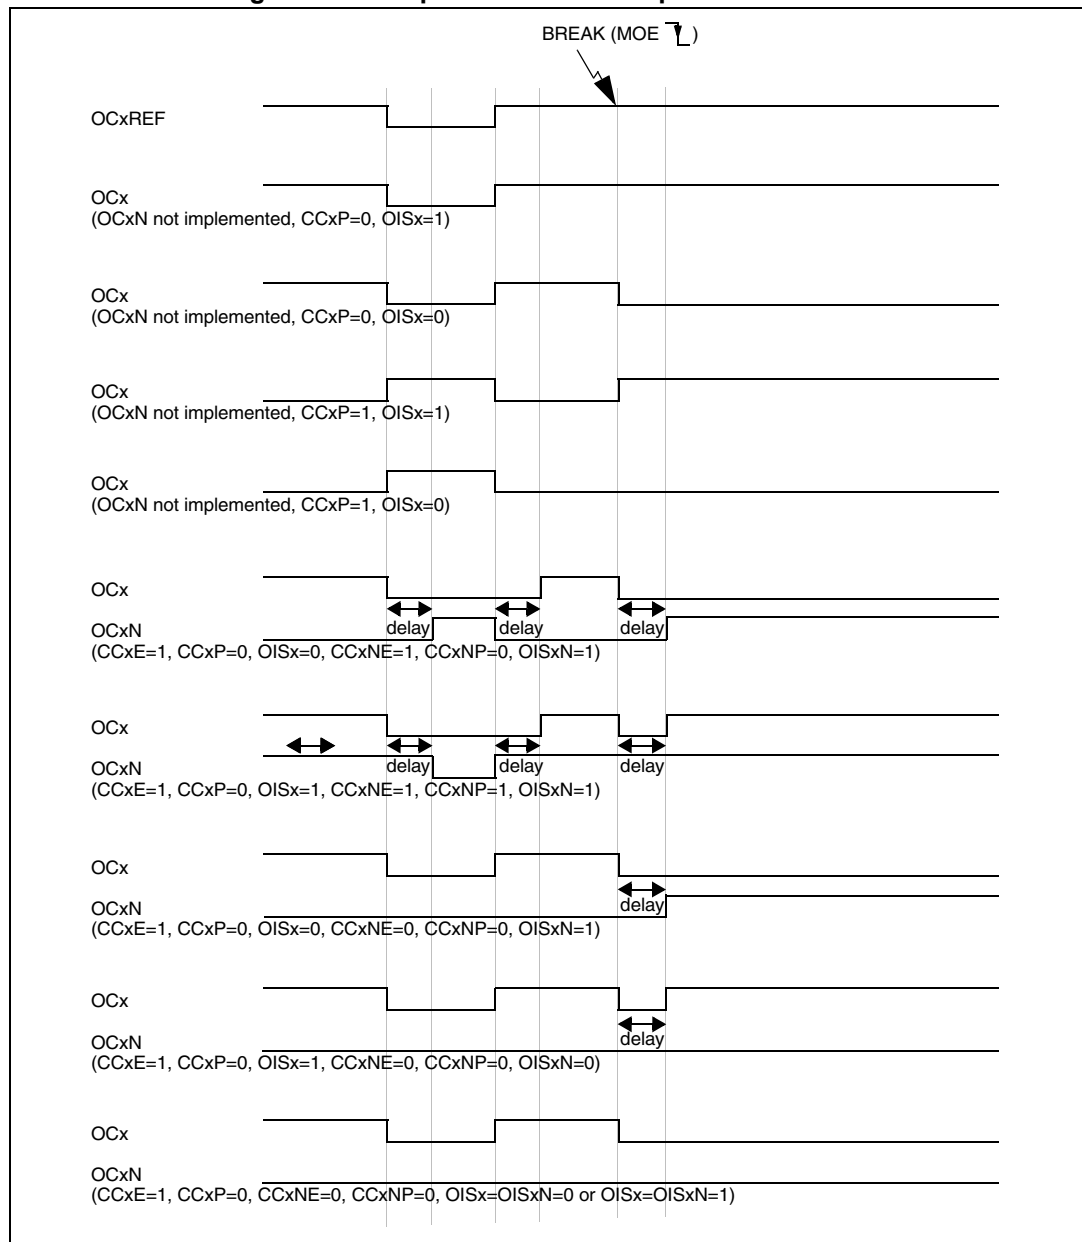 BREAK (MOE )
OCxREF
OCx
(OCxN not implemented, CCxP=0, OISx=1)
OCx
(OCxN not implemented, CCxP=0, OISx=0)
OCx
(OCxN not implemented, CCxP=1, OISx=1)
OCx
(OCxN not implemented, CCxP=1, OISx=0)
OCx
delay delay delay
OCxN
(CCxE=1, CCxP=0, OISx=0, CCxNE=1, CCxNP=0, OISxN=1)
OCx
delay delay delay
OCxN
(CCxE=1, CCxP=0, OISx=1, CCxNE=1, CCxNP=1, OISxN=1)
OCx
delay
OCxN
(CCxE=1, CCxP=0, OISx=0, CCxNE=0, CCxNP=0, OISxN=1)
OCx
delay
OCxN
(CCxE=1, CCxP=0, OISx=1, CCxNE=0, CCxNP=0, OISxN=0)
OCx
OCxN
(CCxE=1, CCxP=0, CCxNE=0, CCxNP=0, OISx=OISxN=0 or OISx=OISxN=1)